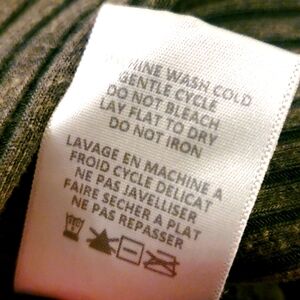 MACHINE WASH COLD
GENTLE CYCLE
DO NOT BLEACH
LAY FLAT TO DRY
DO NOT IRON
LAVAGE EN MACHINE A
FROID CYCLE DELICAT
NE PAS JAVELLISER
FAIRE SECHER A PLAT
NE PAS REPASSER